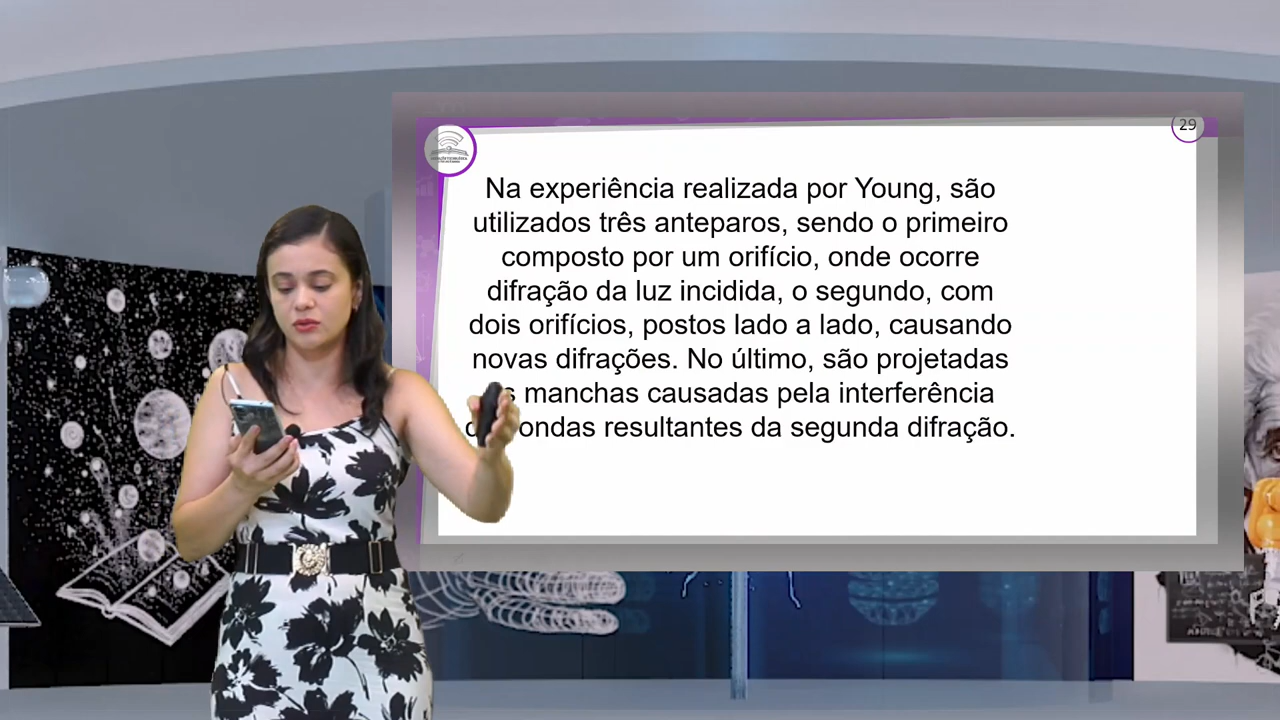 29
Na experiência realizada por Young, são
utilizados três anteparos, sendo o primeiro
composto por um orifício, onde ocorre
difração da luz incidida, o segundo, com
dois orifícios, postos lado a lado, causando
novas difrações. No último, são projetadas
manchas causadas pela interferência
ondas resultantes da segunda difração.